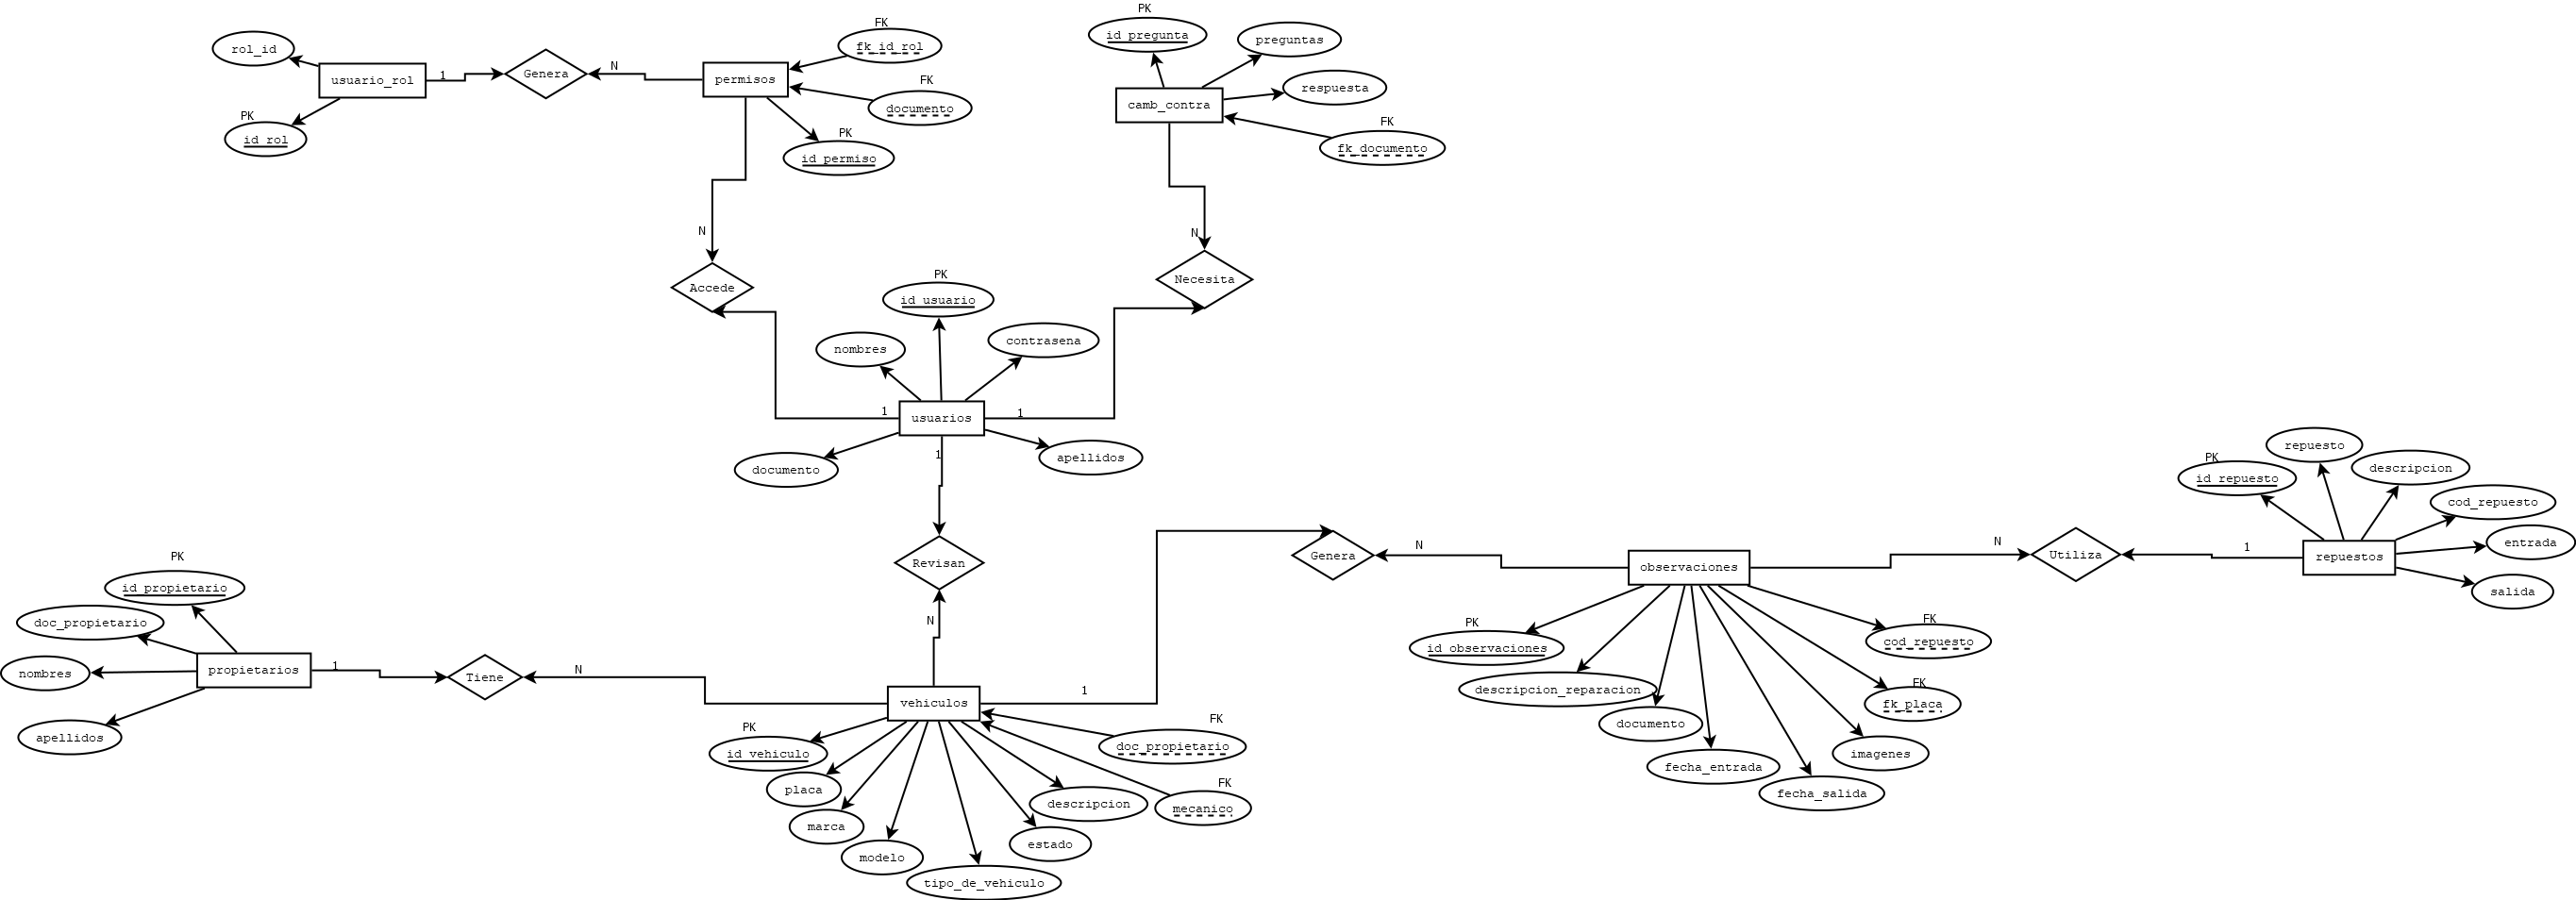 rol_id
usuario_rol
PK
id_rol
1
Genera
N
permisos
FK
fk_id_rol
FK
documento
PK
id_permiso
PK
id_pregunta
preguntas
respuesta
camb_contra
FK
fk_documento
N
Accede
N
Necesita
PK
id_usuario
nombres
contrasena
1
usuarios
1
documento
1
apellidos
Revisan
N
PK
id_propietario
doc_propietario
nombres
propietarios
apellidos
1
Tiene
N
vehiculos
1
PK
id_vehiculo
placa
marca
modelo
tipo_de_vehiculo
estado
descripcion
FK
mecanico
FK
doc_propietario
Genera
N
observaciones
PK
id_observaciones
descripcion_reparacion
documento
fecha_entrada
fecha_salida
imagenes
FK
fk_placa
FK
cod_repuesto
N
Utiliza
1
repuestos
PK
id_repuesto
repuesto
descripcion
cod_repuesto
entrada
salida